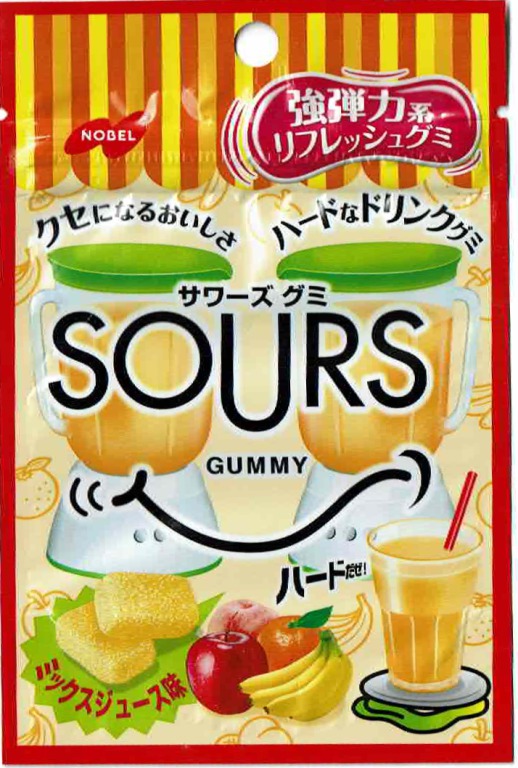 NOBEL
強弾力系
リフレッシュグミ
クセになるおいしさ
ハードなドリンクグミ
サワーズ グミ
SOURS
GUMMY
ハードだぜ!
ミックスジュース味